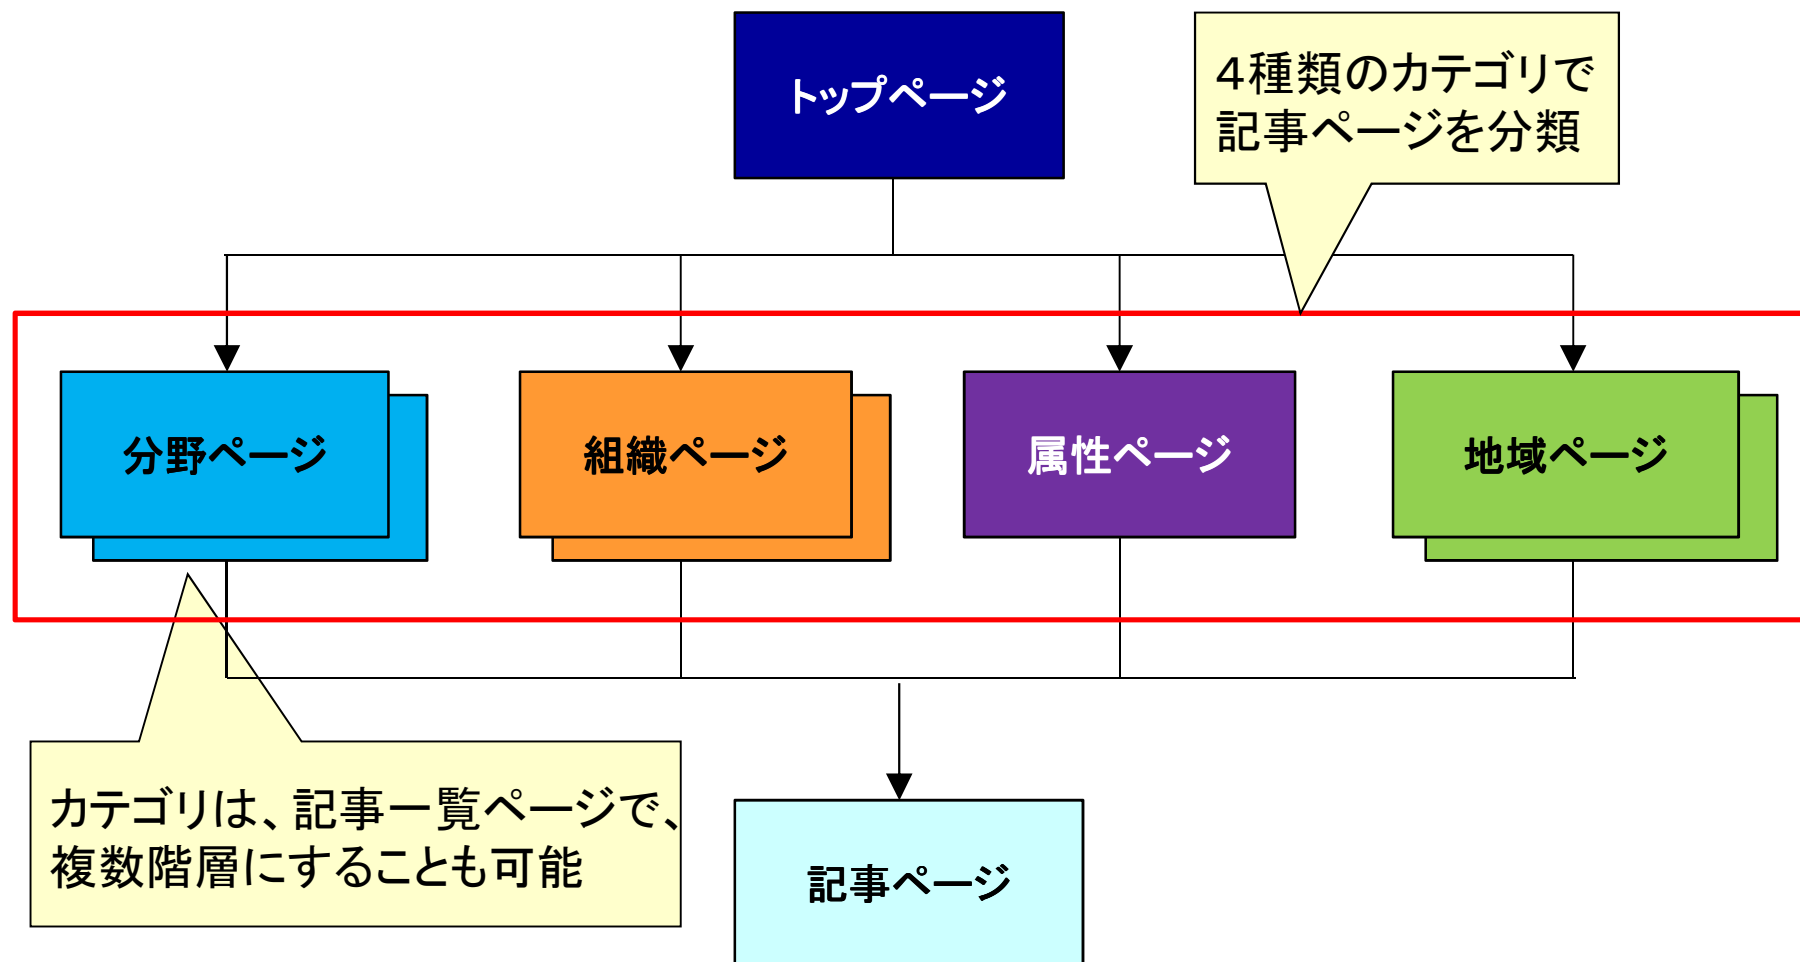 トップページ
４種類のカテゴリで
記事ページを分類
分野ページ
組織ページ
属性ページ
地域ページ
カテゴリは、記事一覧ページで、
複数階層にすることも可能
記事ページ